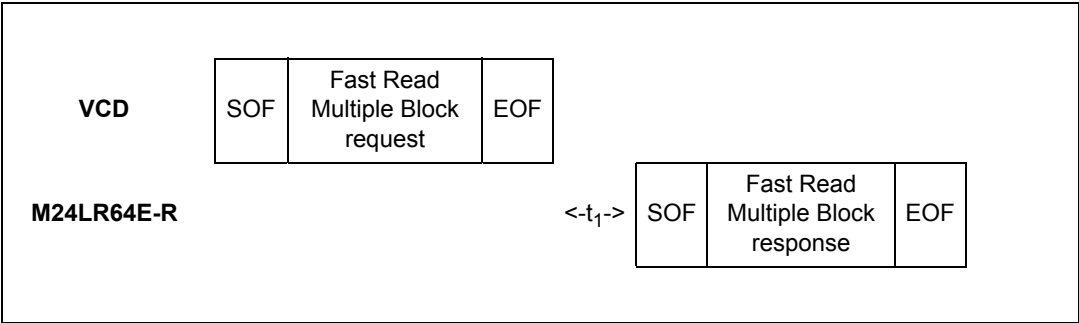 Fast Read
VCD SOF Multiple Block EOF
request
Fast Read
M24LR64E-R <-t1-> SOF Multiple Block EOF
response